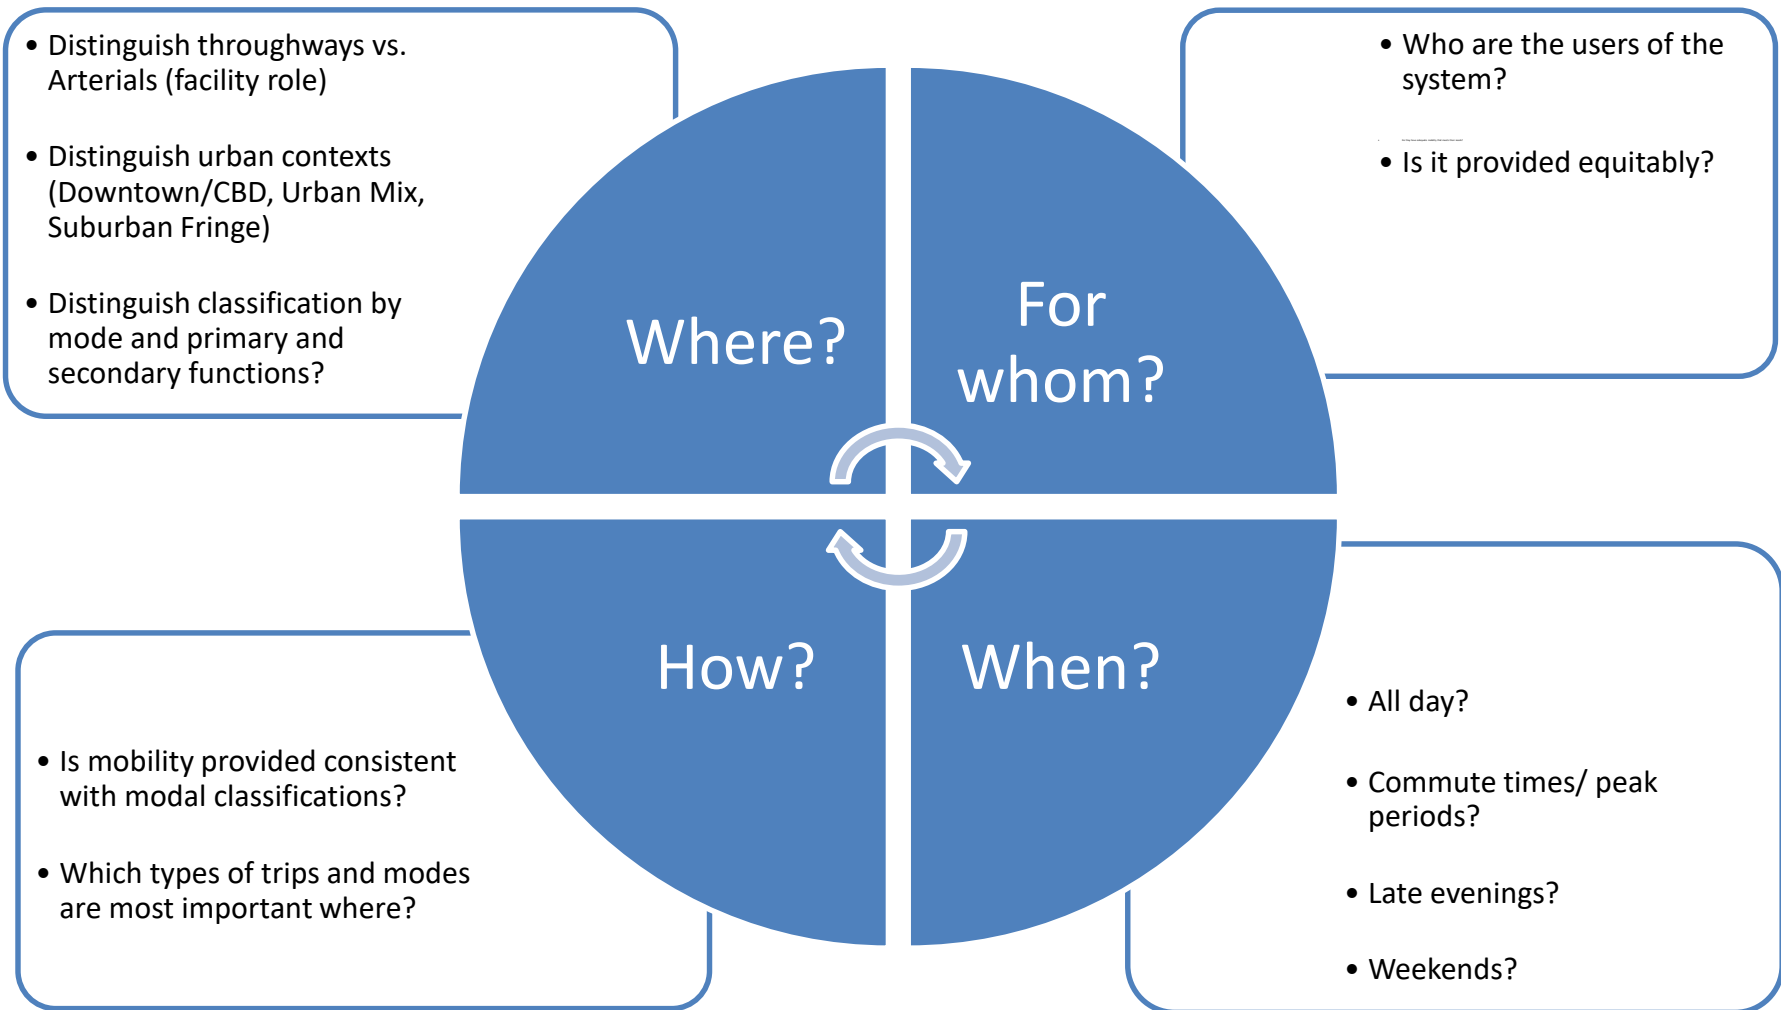 • Distinguish throughways vs.
Arterials (facility role)
• Distinguish urban contexts
(Downtown/CBD, Urban Mix,
Suburban Fringe)
• Distinguish classification by
mode and primary and
secondary functions?
Where?
• Who are the users of the
system?
• Is it provided equitably?
For
whom?
• Is mobility provided consistent
with modal classifications?
• Which types of trips and modes
are most important where?
How?
When?
• All day?
• Commute times/ peak
periods?
• Late evenings?
• Weekends?